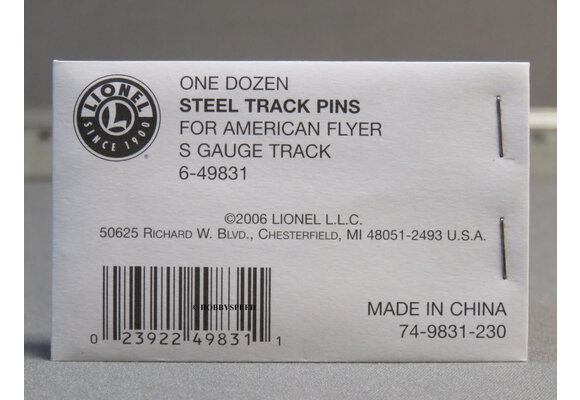 LIONEL
L
SINCE 1900
ONE DOZEN
STEEL TRACK PINS
FOR AMERICAN FLYER
S GAUGE TRACK
6-49831
©2006 LIONEL L.L.C.
50625 RICHARD W. BLVD., CHESTERFIELD, MI 48051-2493 U.S.A.
© HOBBYSPEED
0 23922 49831 1
MADE IN CHINA
74-9831-230